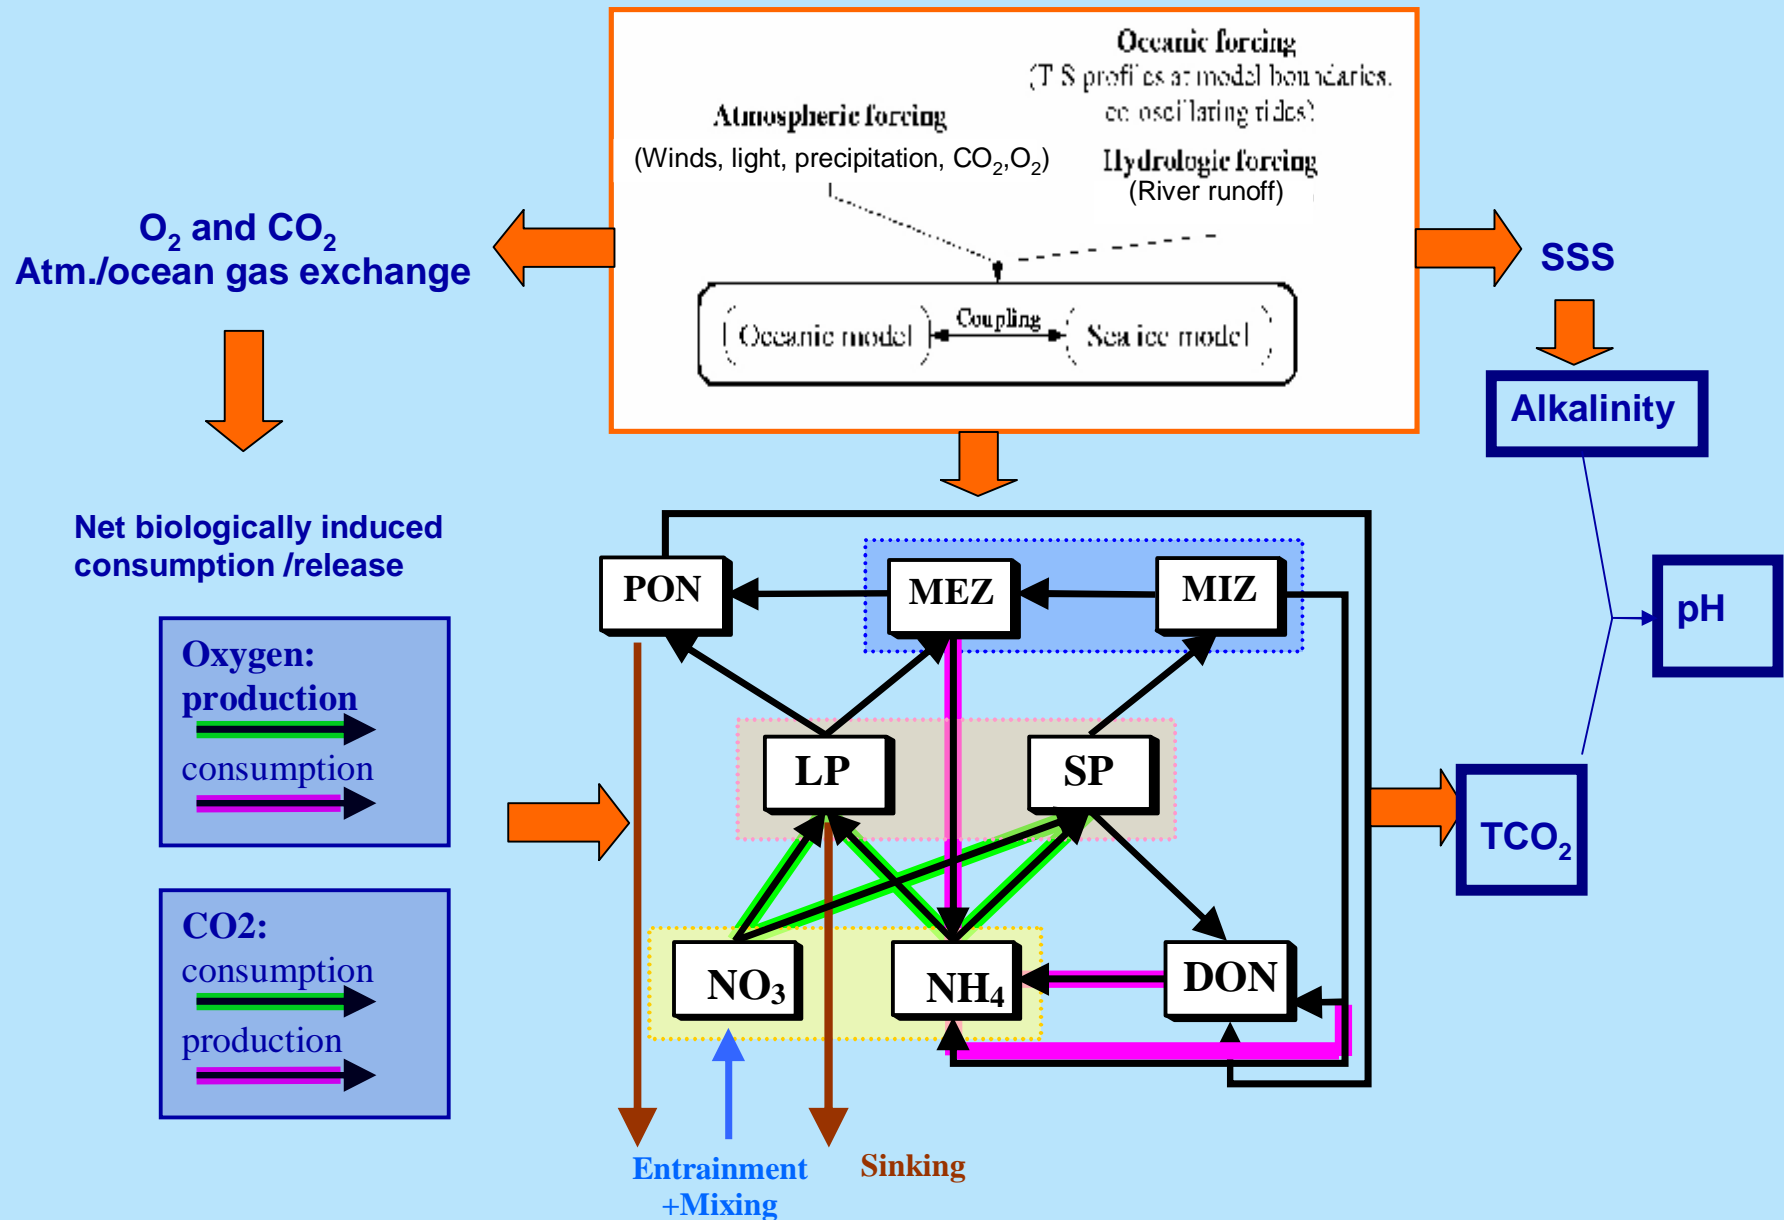 Oceanic forcing
(T S profiles at model boundaries,
co oscillating tides)
Atmospheric forcing
(Winds, light, precipitation, CO₂,O₂)
Hydrologic forcing
(River runoff)
O₂ and CO₂
Atm./ocean gas exchange
SSS
Coupling
Oceanic model
Sea ice model
Alkalinity
Net biologically induced
consumption /release
PON
MEZ
MIZ
pH
Oxygen:
production
consumption
LP
SP
TCO₂
CO2:
consumption
production
NO₃
NH₄
DON
Entrainment
+Mixing
Sinking